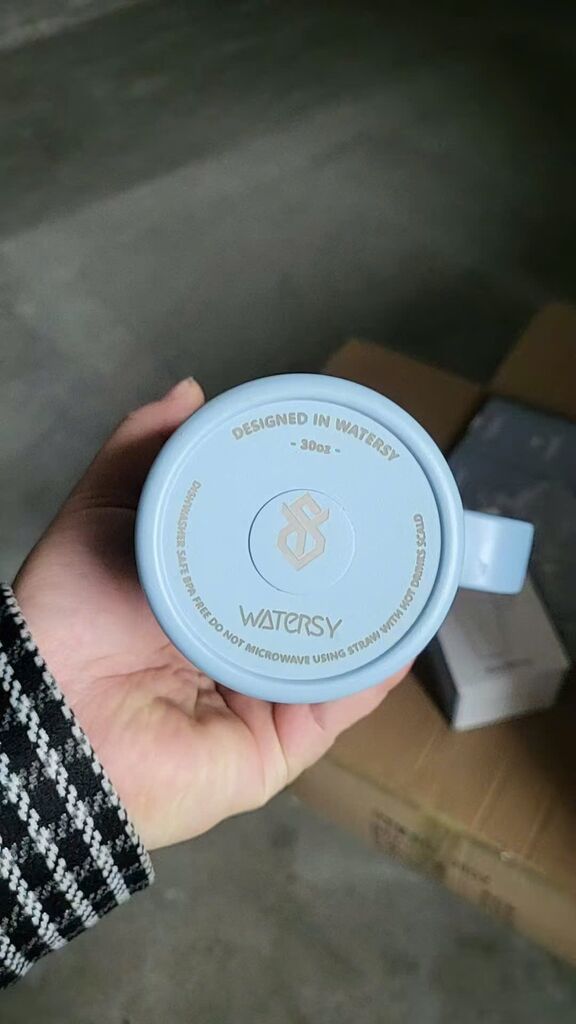 DESIGNED IN WATERSY
- 30oz -
WATERSY
DISHWASHER SAFE BPA FREE DO NOT MICROWAVE USING STRAW WITH HOT DRINKS SCALD